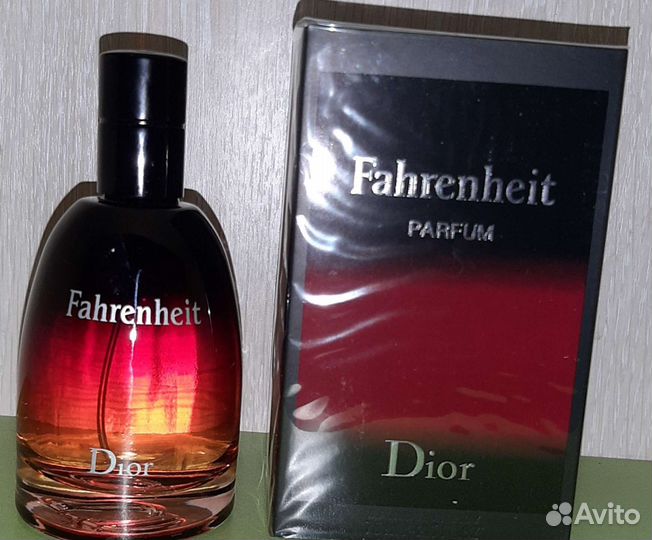 Fahrenheit
Dior
Fahrenheit
PARFUM
Dior
Avito